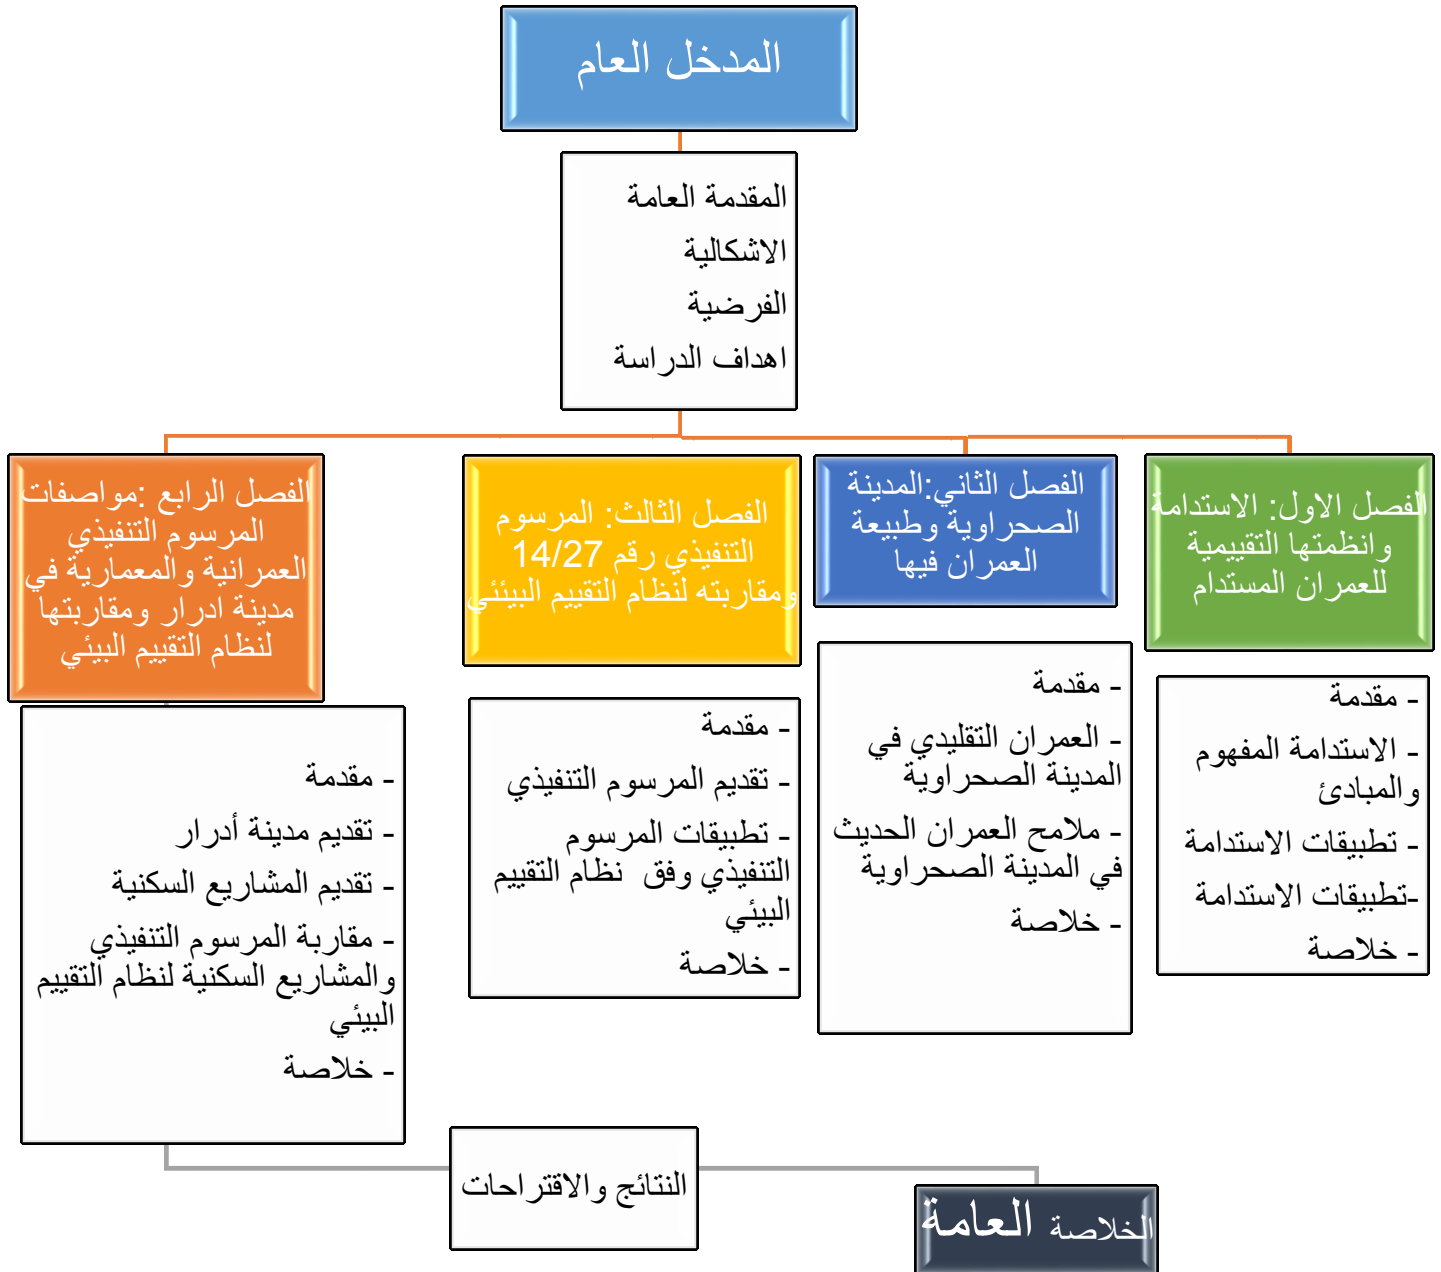 المدخل العام
المقدمة العامة
الاشكالية
الفرضية
اهداف الدراسة
الفصل الاول: الاستدامة
وانظمتها التقييمية
للعمران المستدام
- مقدمة
- الاستدامة المفهوم
والمبادئ
- تطبيقات الاستدامة
-تطبيقات الاستدامة
- خلاصة
الفصل الثاني:المدينة
الصحراوية وطبيعة
العمران فيها
- مقدمة
- العمران التقليدي في
المدينة الصحراوية
- ملامح العمران الحديث
في المدينة الصحراوية
- خلاصة
الفصل الثالث: المرسوم
التنفيذي رقم 14/27
ومقاربته لنظام التقييم البيئئي
- مقدمة
- تقديم المرسوم التنفيذي
- تطبيقات المرسوم
التنفيذي وفق نظام التقييم
البيئي
- خلاصة
الفصل الرابع :مواصفات
المرسوم التنفيذي
العمرانية والمعمارية في
مدينة ادرار ومقاربتها
لنظام التقييم البيئي
- مقدمة
- تقديم مدينة أدرار
- تقديم المشاريع السكنية
- مقاربة المرسوم التنفيذي
والمشاريع السكنية لنظام التقييم
البيئي
- خلاصة
النتائج والاقتراحات
الخلاصة العامة